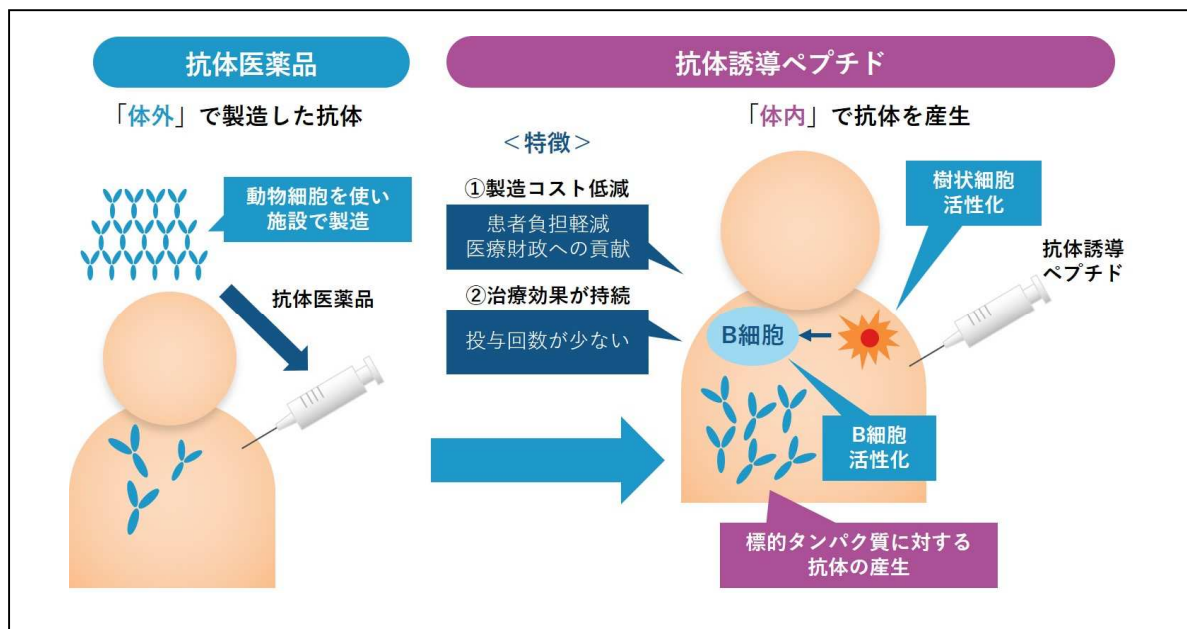 抗体医薬品
「体外」で製造した抗体
動物細胞を使い
施設で製造
抗体医薬品
抗体誘導ペプチド
「体内」で抗体を産生
＜特徴＞
①製造コスト低減
患者負担軽減
医療財政への貢献
②治療効果が持続
投与回数が少ない
樹状細胞
活性化
抗体誘導
ペプチド
B細胞
B細胞
活性化
標的タンパク質に対する
抗体の産生